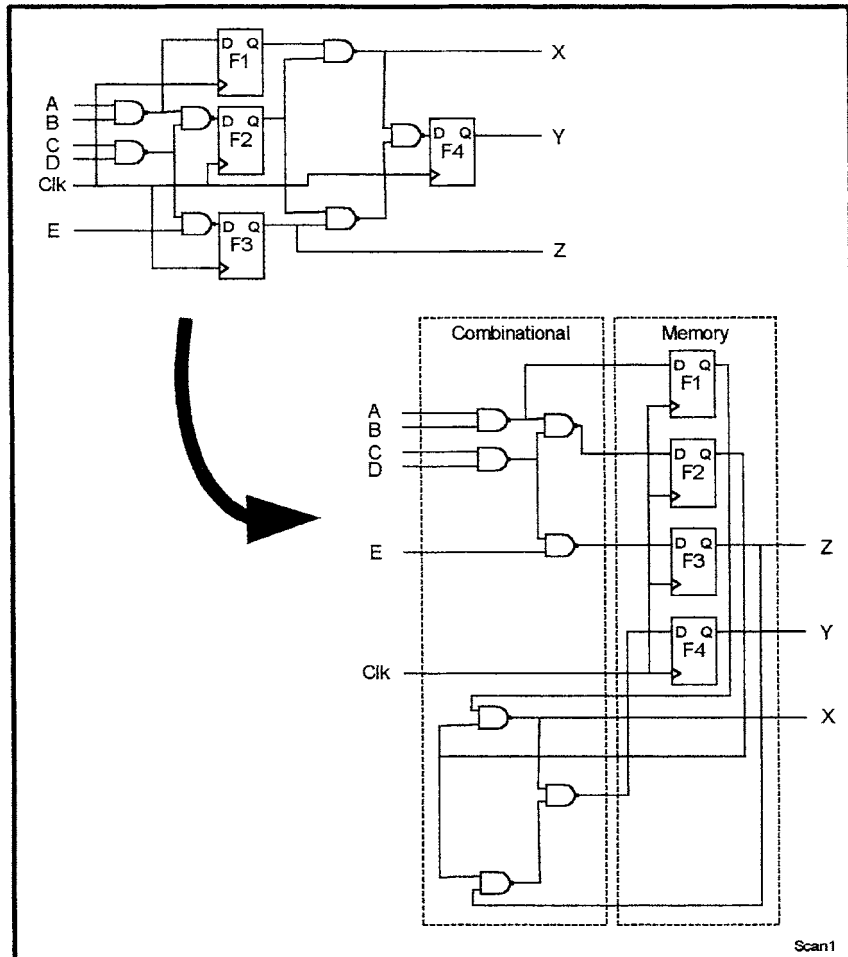 D Q
F1
X
A
B
D Q
F2
D Q
F4
Y
C
D
Clk
E
D Q
F3
Z
Combinational
Memory
D Q
F1
A
B
C
D
D Q
F2
E
D Q
F3
Z
D Q
F4
Y
Clk
X
Scan1